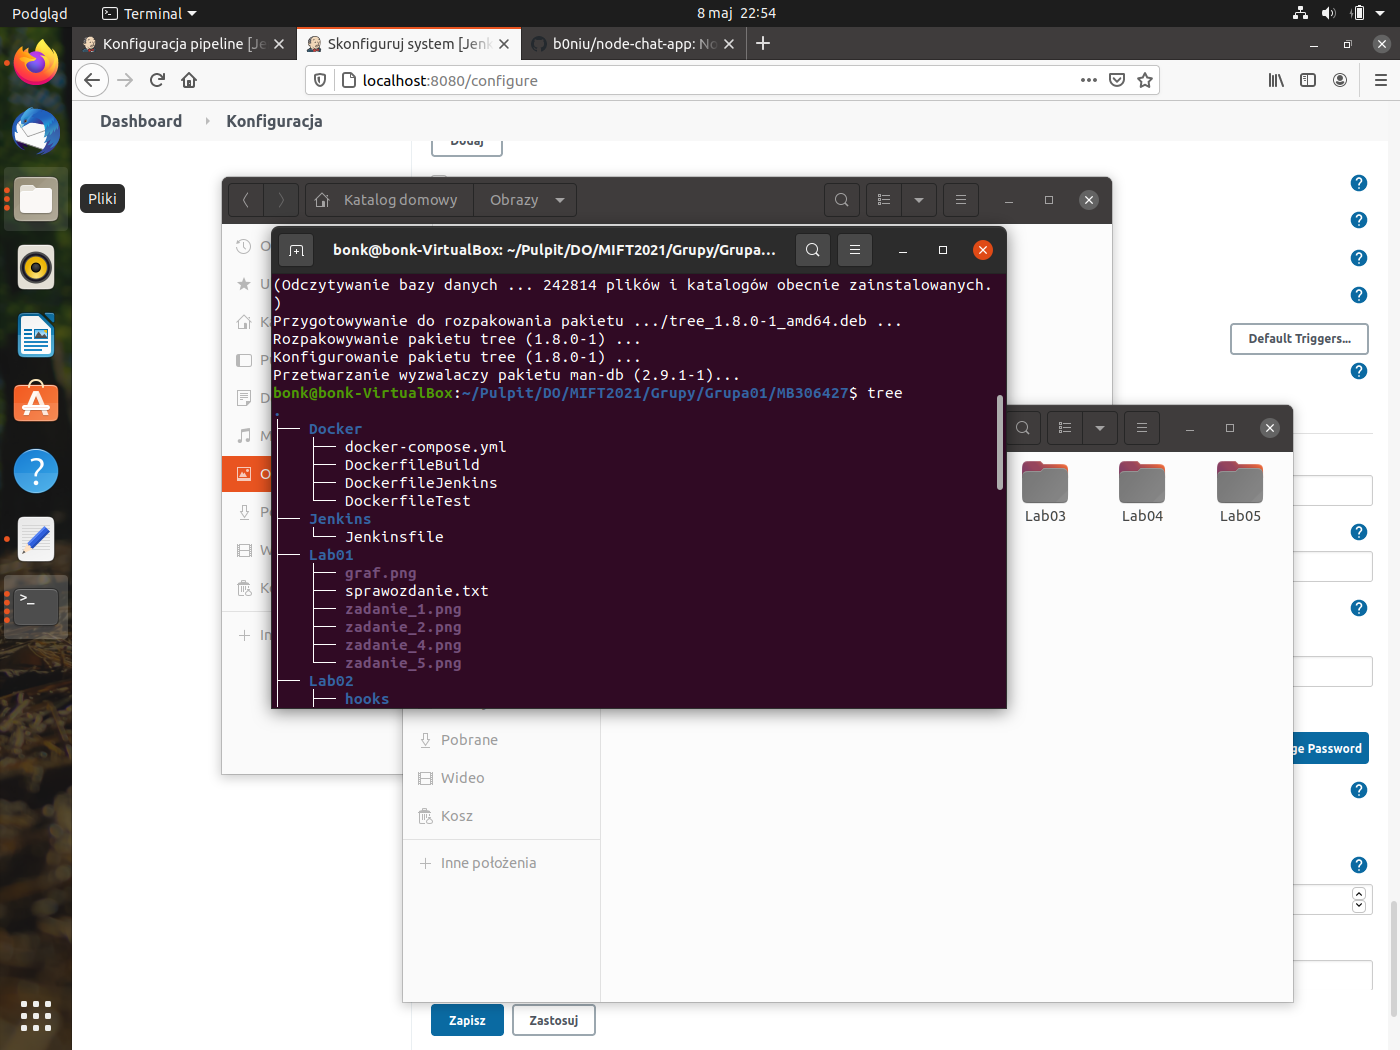 Podgląd
Terminal
8 maj 22:54
Konfiguracja pipeline [Je
Skonfiguruj system [Jenk
b0niu/node-chat-app: No
localhost:8080/configure
Dashboard
Konfiguracja
Dodaj
Pliki
Katalog domowy
Obrazy
bonk@bonk-VirtualBox: ~/Pulpit/DO/MIFT2021/Grupy/Grupa...
(Odczytywanie bazy danych ... 242814 plików i katalogów obecnie zainstalowanych.
)
Przygotowywanie do rozpakowania pakietu .../tree_1.8.0-1_amd64.deb ...
Rozpakowywanie pakietu tree (1.8.0-1) ...
Konfigurowanie pakietu tree (1.8.0-1) ...
Przetwarzanie wyzwalaczy pakietu man-db (2.9.1-1)...
bonk@bonk-VirtualBox:~/Pulpit/DO/MIFT2021/Grupy/Grupa01/MB306427$ tree
.
├── Docker
│   ├── docker-compose.yml
│   ├── DockerfileBuild
│   ├── DockerfileJenkins
│   └── DockerfileTest
├── Jenkins
│   └── Jenkinsfile
├── Lab01
│   ├── graf.png
│   ├── sprawozdanie.txt
│   ├── zadanie_1.png
│   ├── zadanie_2.png
│   ├── zadanie_4.png
│   └── zadanie_5.png
├── Lab02
│   ├── hooks
Default Triggers...
Lab03
Lab04
Lab05
ge Password
Pobrane
Wideo
Kosz
Inne położenia
Zapisz
Zastosuj